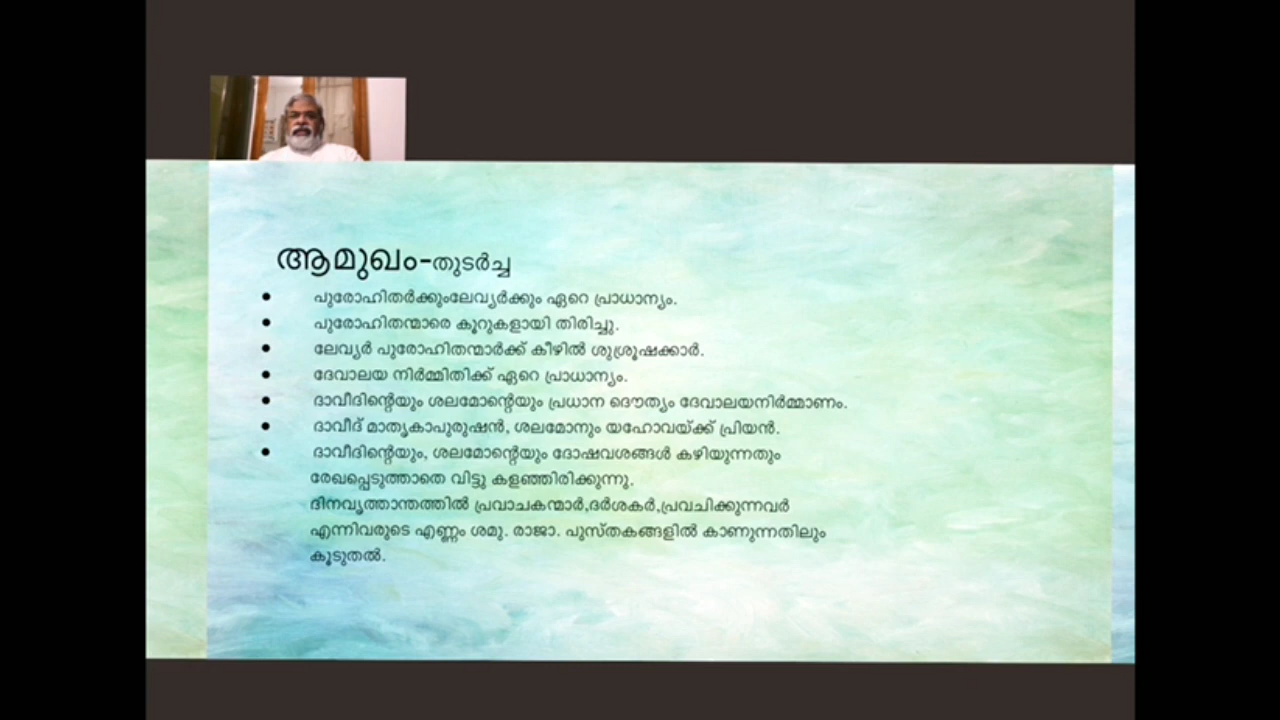 ആമുഖം-തുടർച്ച
• പുരോഹിതർക്കുംലേവ്യർക്കും ഏറെ പ്രാധാന്യം.
• പുരോഹിതന്മാരെ കൂറുകളായി തിരിച്ചു.
• ലേവ്യർ പുരോഹിതന്മാർക്ക് കീഴിൽ ശുശ്രൂഷക്കാർ.
• ദേവാലയ നിർമ്മിതിക്ക് ഏറെ പ്രാധാന്യം.
• ദാവീദിന്റെയും ശലമോന്റെയും പ്രധാന ദൌത്യം ദേവാലയനിർമ്മാണം.
• ദാവീദ് മാതൃകാപുരുഷൻ, ശലമോനും യഹോവയ്ക്ക് പ്രിയൻ.
• ദാവീദിന്റെയും, ശലമോന്റെയും ദോഷവശങ്ങൾ കഴിയുന്നതും
രേഖപ്പെടുത്താതെ വിട്ടു കളഞ്ഞിരിക്കുന്നു.
ദിനവൃത്താന്തത്തിൽ പ്രവാചകന്മാർ,ദർശകർ,പ്രവചിക്കുന്നവർ
എന്നിവരുടെ എണ്ണം ശമു. രാജാ. പുസ്തകങ്ങളിൽ കാണുന്നതിലും
കൂടുതൽ.